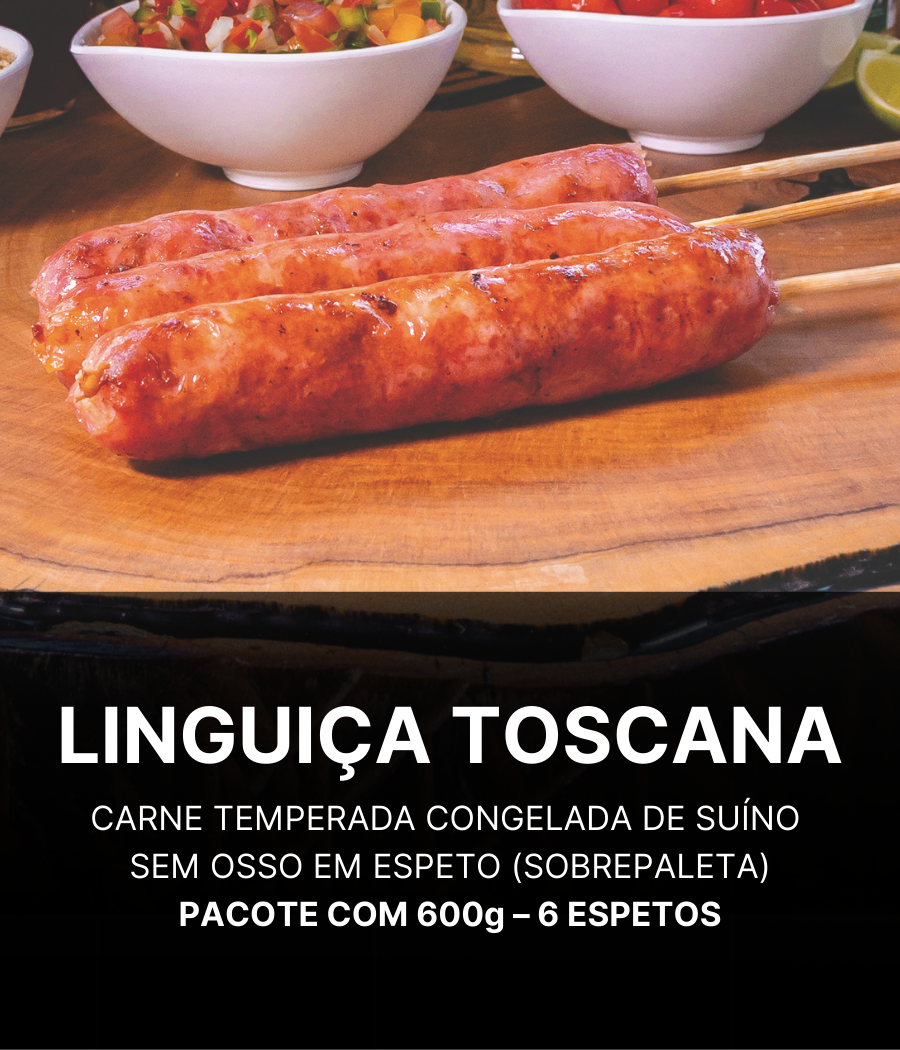 LINGUIÇA TOSCANA
CARNE TEMPERADA CONGELADA DE SUÍNO
SEM OSSO EM ESPETO (SOBREPALETA)
PACOTE COM 600g – 6 ESPETOS